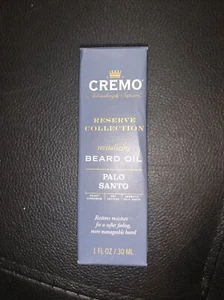 CREMO
RESERVE
COLLECTION
revitalizing
BEARD OIL
PALO
SANTO
Restores moisture
for a softer feeling,
more manageable beard
1 FL OZ / 30 ML